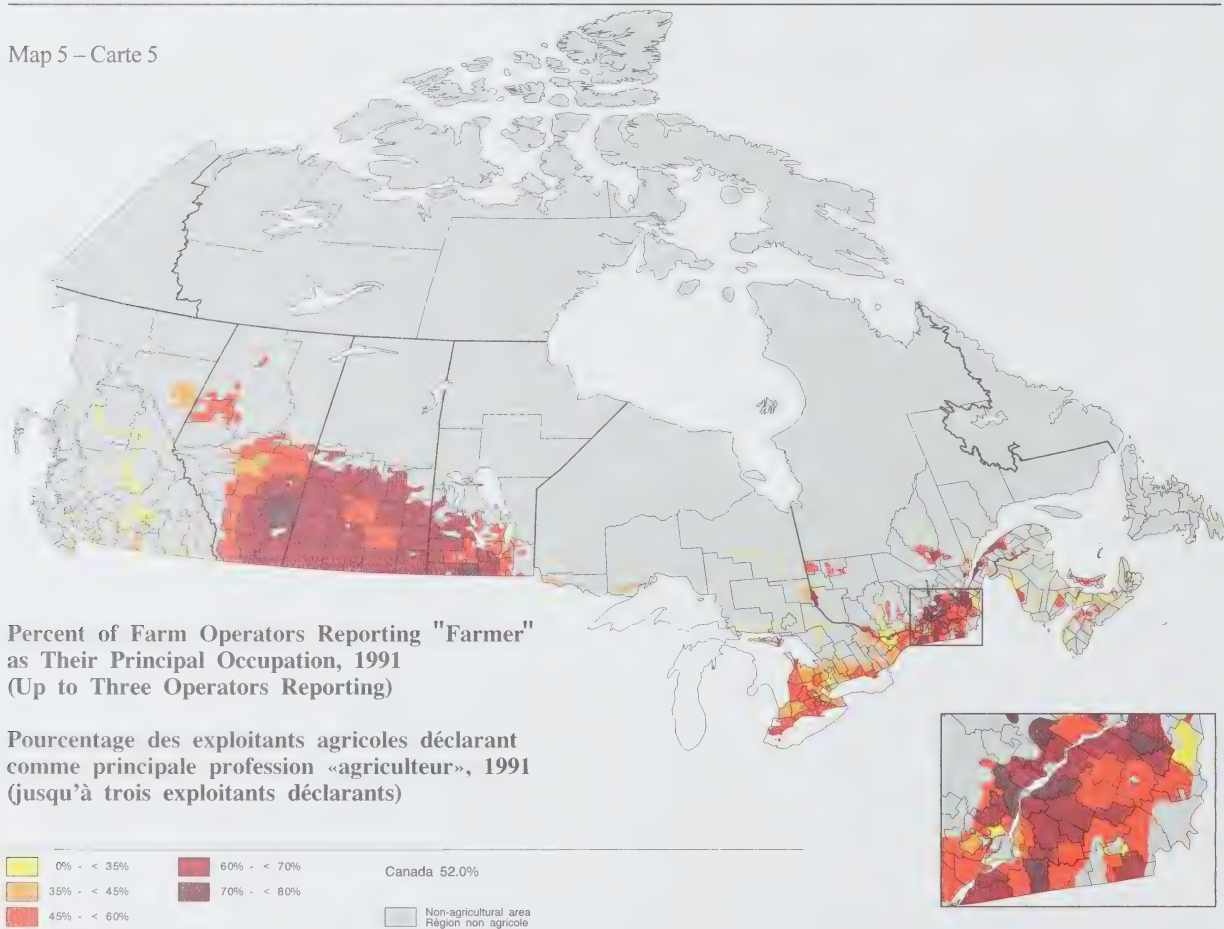 Map 5 – Carte 5
Percent of Farm Operators Reporting "Farmer"
as Their Principal Occupation, 1991
(Up to Three Operators Reporting)
Pourcentage des exploitants agricoles déclarant
comme principale profession «agriculteur», 1991
(jusqu'à trois exploitants déclarants)
0% - < 35%
35% - < 45%
45% - < 60%
60% - < 70%
70% - < 80%
Canada 52.0%
Non-agricultural area
Région non agricole